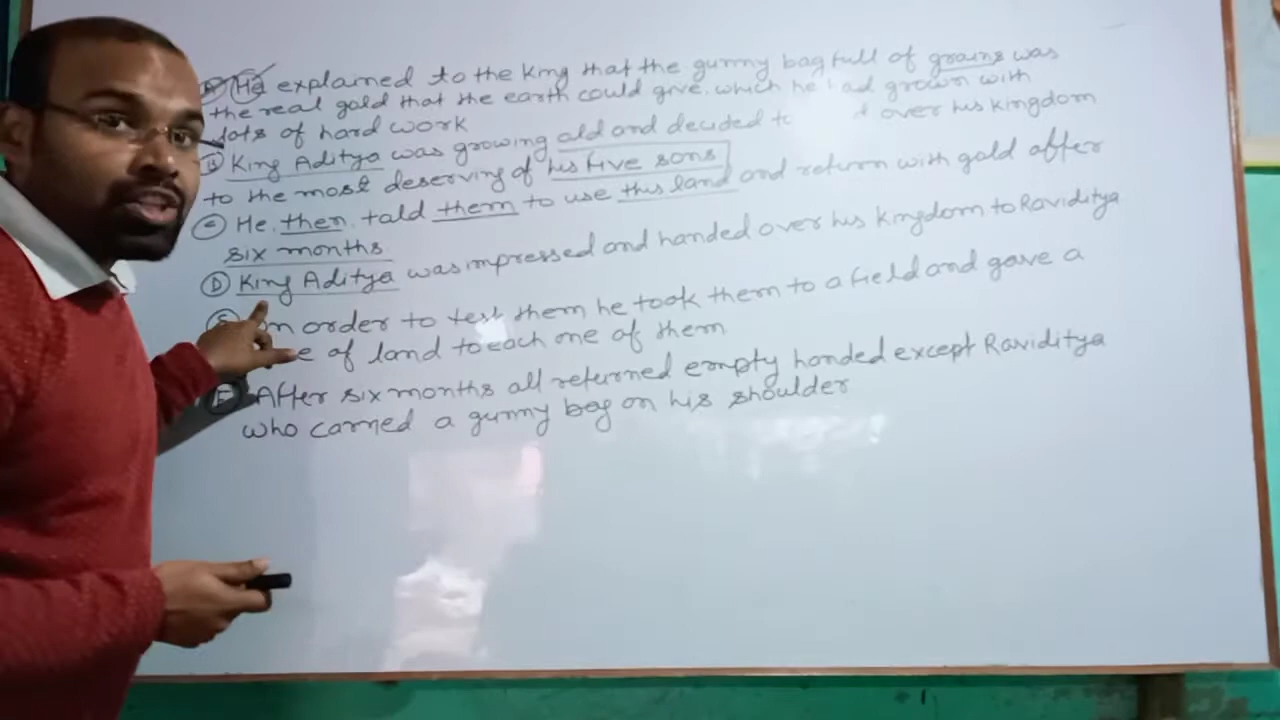 He explained to the king that the gunny bag full of grains was
the real gold that the earth could give. which he had grown with
lots of hard work
B King Aditya was growing old and decided to over his kingdom
to the most deserving of his five sons
C He then told them to use this land and return with gold after
six months
D King Aditya was impressed and handed over his kingdom to Raviditya
In order to test them he took them to a field and gave a
of land to each one of them
After six months all returned empty handed except Raviditya
who carried a gunny bag on his shoulder